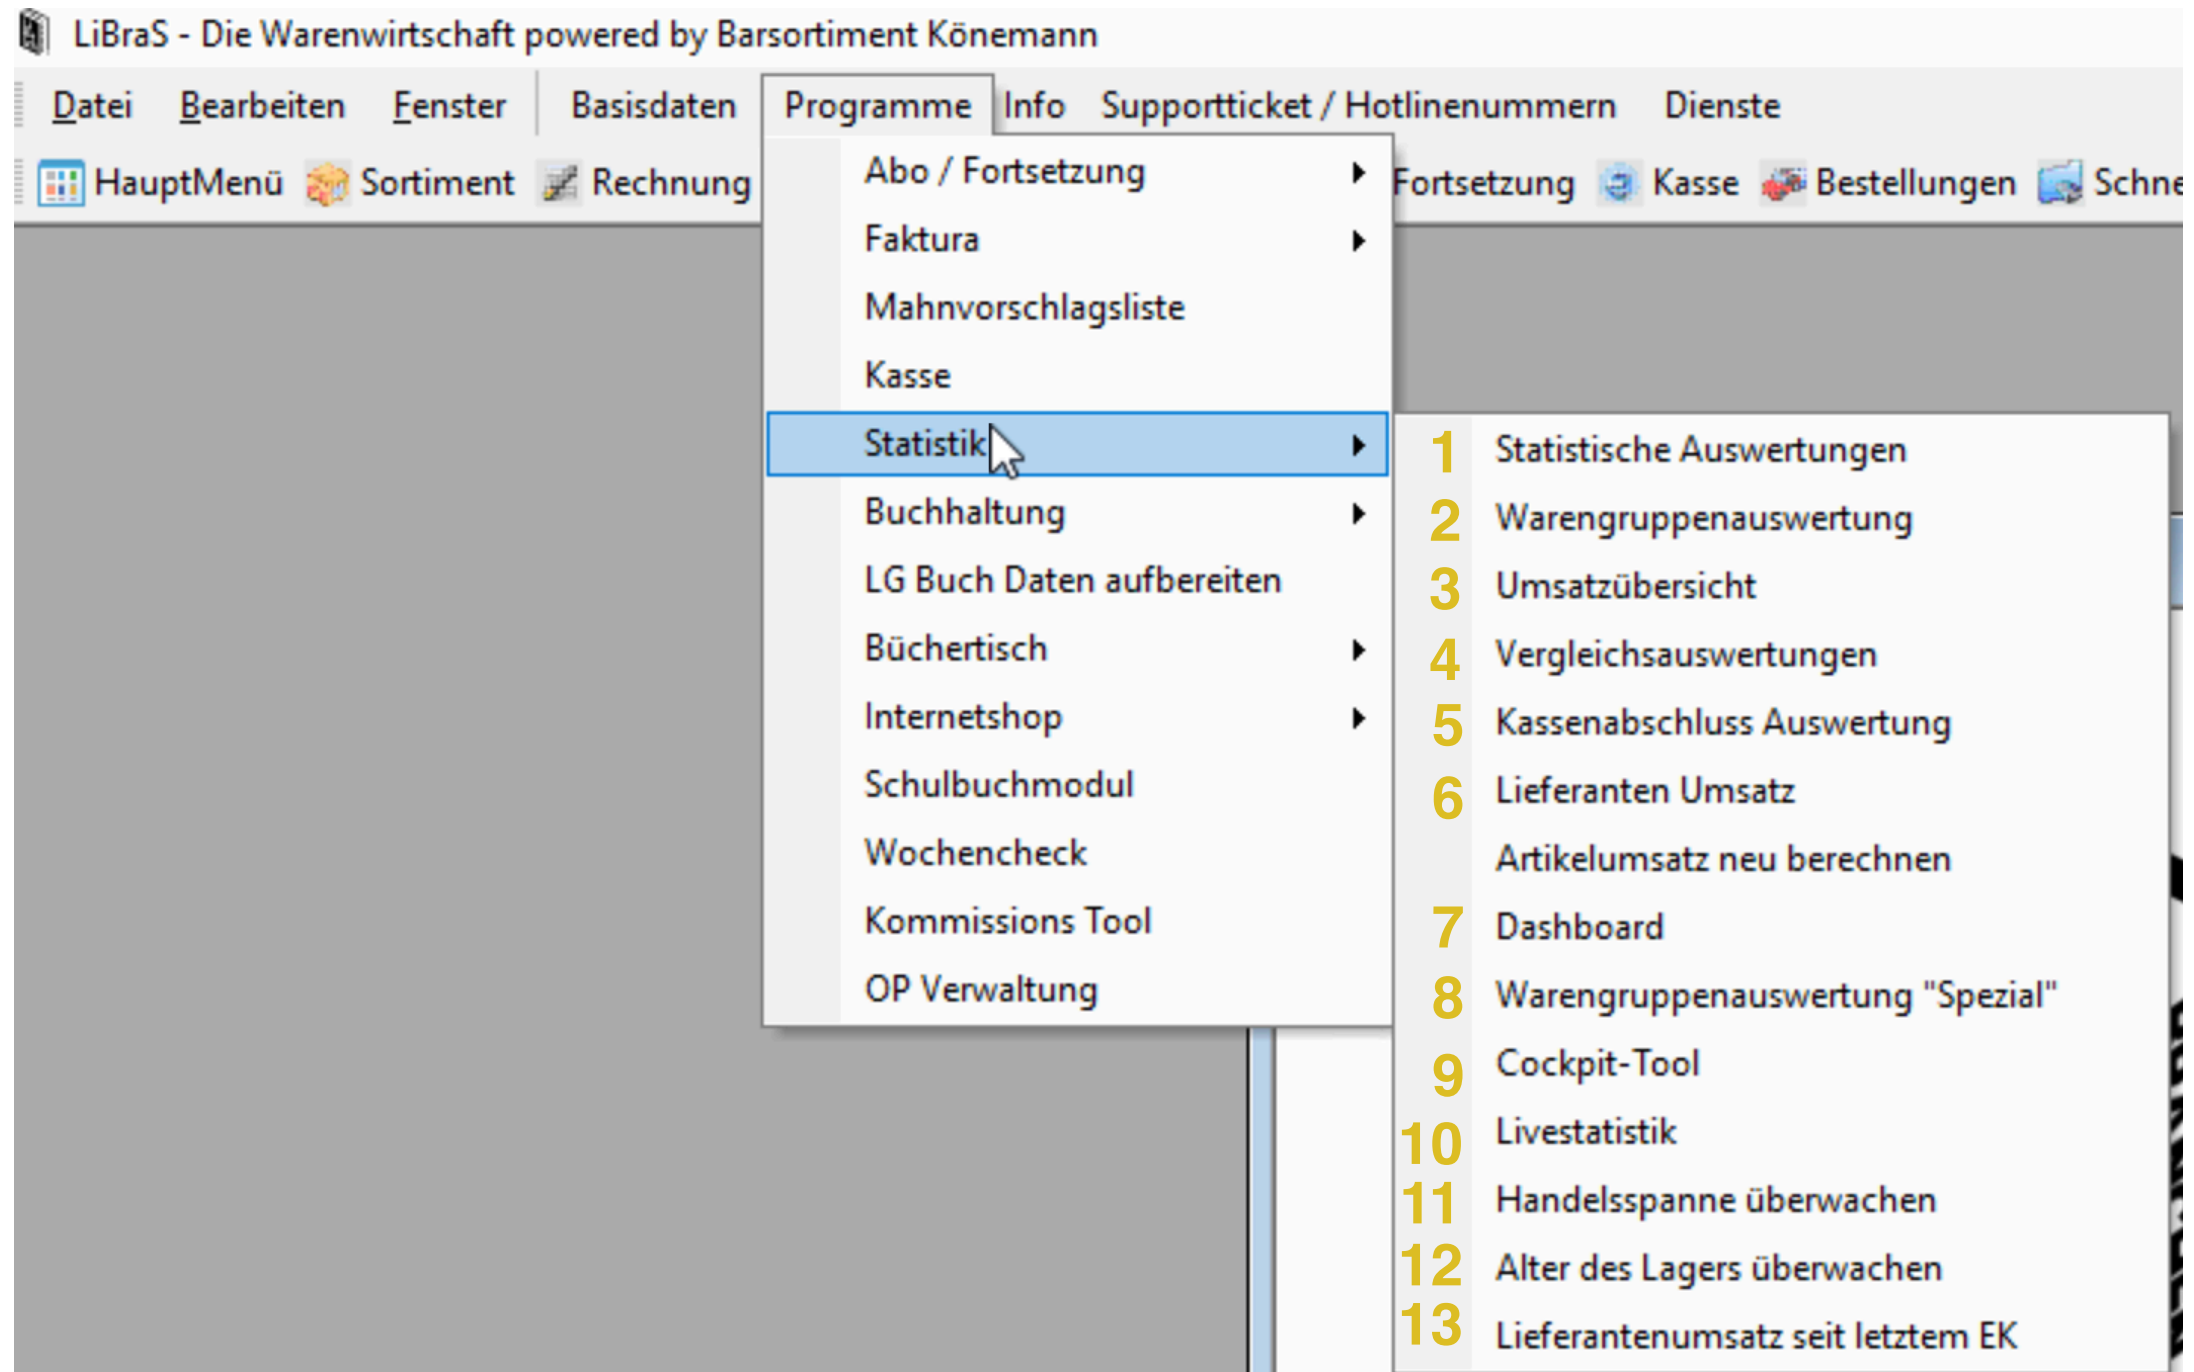 LiBraS - Die Warenwirtschaft powered by Barsortiment Könemann
Datei Bearbeiten Fenster Basisdaten Programme Info Supportticket / Hotlinenummern Dienste
HauptMenü Sortiment Rechnung Fortsetzung Kasse Bestellungen Schne
Abo / Fortsetzung
Faktura
Mahnvorschlagsliste
Kasse
Statistik
Buchhaltung
LG Buch Daten aufbereiten
Büchertisch
Internetshop
Schulbuchmodul
Wochencheck
Kommissions Tool
OP Verwaltung
1 Statistische Auswertungen
2 Warengruppenauswertung
3 Umsatzübersicht
4 Vergleichsauswertungen
5 Kassenabschluss Auswertung
6 Lieferanten Umsatz
Artikelumsatz neu berechnen
7 Dashboard
8 Warengruppenauswertung "Spezial"
9 Cockpit-Tool
10 Livestatistik
11 Handelsspanne überwachen
12 Alter des Lagers überwachen
13 Lieferantenumsatz seit letztem EK